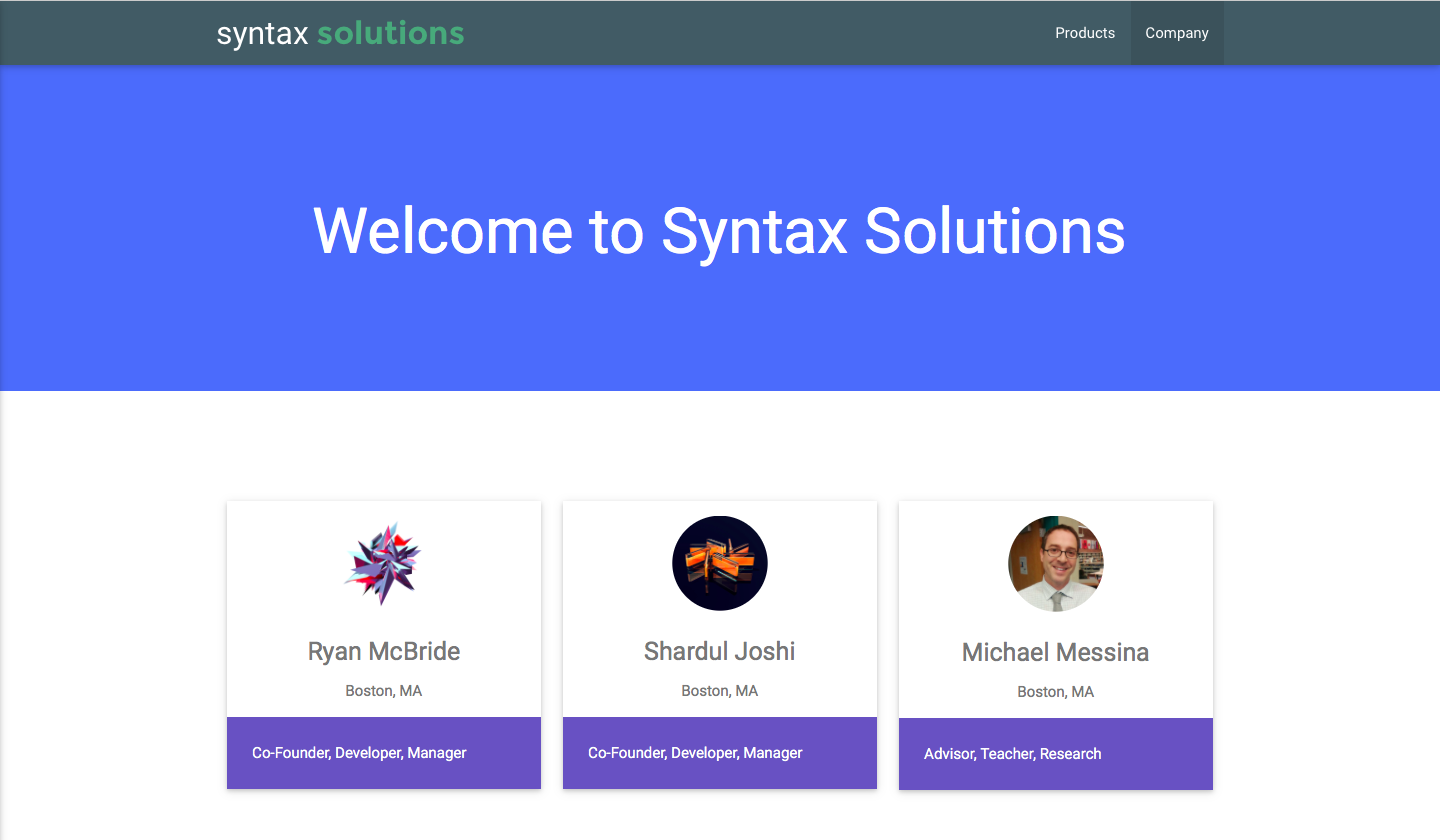 syntax solutions
Products
Company
Welcome to Syntax Solutions
Ryan McBride
Boston, MA
Co-Founder, Developer, Manager
Shardul Joshi
Boston, MA
Co-Founder, Developer, Manager
Michael Messina
Boston, MA
Advisor, Teacher, Research